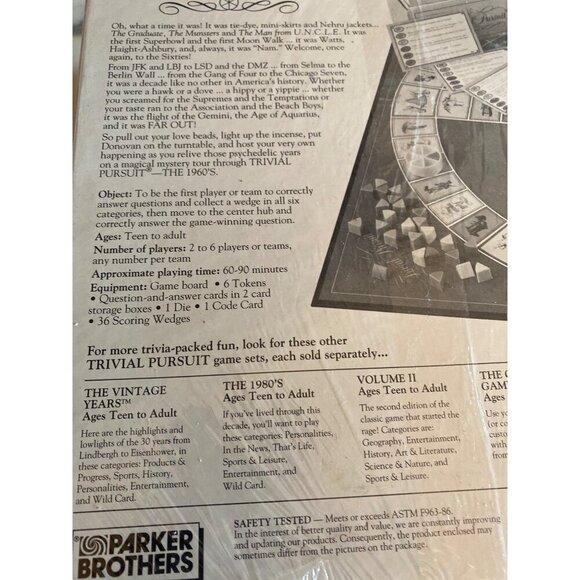 Oh, what a time it was! It was tie-dye, mini-skirts and Nehru jackets...
The Graduate, The Munsters and The Man from U.N.C.L.E. It was
the first Superbowl and the first Moon Walk ... it was Watts,
Haight-Ashbury, and, always, it was "Nam." Welcome, once
again, to the Sixties!
From JFK and LBJ to LSD and the DMZ ... from Selma to the
Berlin Wall ... from the Gang of Four to the Chicago Seven,
it was a decade like no other in America's history. Whether
you were a hawk or a dove ... a hippy or a yippie ... whether
you screamed for the Supremes and the Temptations or
your taste ran to the Association and the Beach Boys,
it was the flight of the Gemini, the Age of Aquarius,
and it was FAR OUT!
So pull out your love beads, light up the incense, put
Donovan on the turntable, and host your very own
happening as you relive those psychedelic years
on a magical mystery tour through TRIVIAL
PURSUIT®—THE 1960'S.
Object: To be the first player or team to correctly
answer questions and collect a wedge in all six
categories, then move to the center hub and
correctly answer the game-winning question.
Ages: Teen to adult
Number of players: 2 to 6 players or teams,
any number per team
Approximate playing time: 60-90 minutes
Equipment: Game board • 6 Tokens
• Question-and-answer cards in 2 card
storage boxes • 1 Die • 1 Code Card
• 36 Scoring Wedges
For more trivia-packed fun, look for these other
TRIVIAL PURSUIT game sets, each sold separately...
THE VINTAGE
YEARS™
Ages Teen to Adult
Here are the highlights and
lowlights of the 30 years from
Lindbergh to Eisenhower, in
these categories: Products &
Progress, Sports, History,
Personalities, Entertainment,
and Wild Card.
THE 1980'S
Ages Teen to Adult
If you've lived through this
decade, you'll want to play
these categories: Personalities,
In the News, That's Life,
Sports & Leisure,
Entertainment, and
Wild Card.
VOLUME II
Ages Teen to Adult
The second edition of the
classic game that started the
rage! Categories are:
Geography, Entertainment,
History, Art & Literature,
Science & Nature, and
Sports & Leisure.
THE
GAM
Ages
Use yo
(or co
custo
with
from
PARKER
BROTHERS
SAFETY TESTED — Meets or exceeds ASTM F963-86.
In the interest of better quality and value, we are constantly improving
and updating our products. Consequently, the product enclosed may
sometimes differ from the pictures on the package.